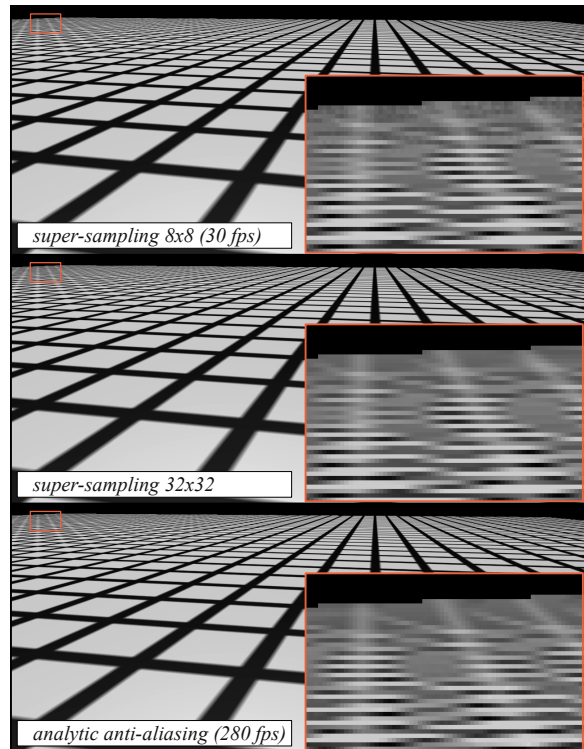 super-sampling 8x8 (30 fps)
super-sampling 32x32
analytic anti-aliasing (280 fps)